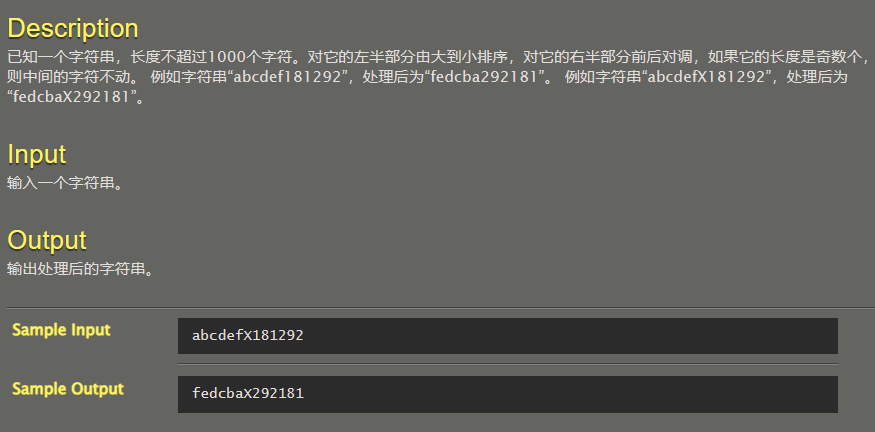 Description
已知一个字符串，长度不超过1000个字符。对它的左半部分由大到小排序，对它的右半部分前后对调，如果它的长度是奇数个，
则中间的字符不动。 例如字符串“abcdef181292”，处理后为“fedcba292181”。 例如字符串“abcdefX181292”，处理后为
“fedcbaX292181”。
Input
输入一个字符串。
Output
输出处理后的字符串。
Sample Input
abcdefX181292
Sample Output
fedcbaX292181